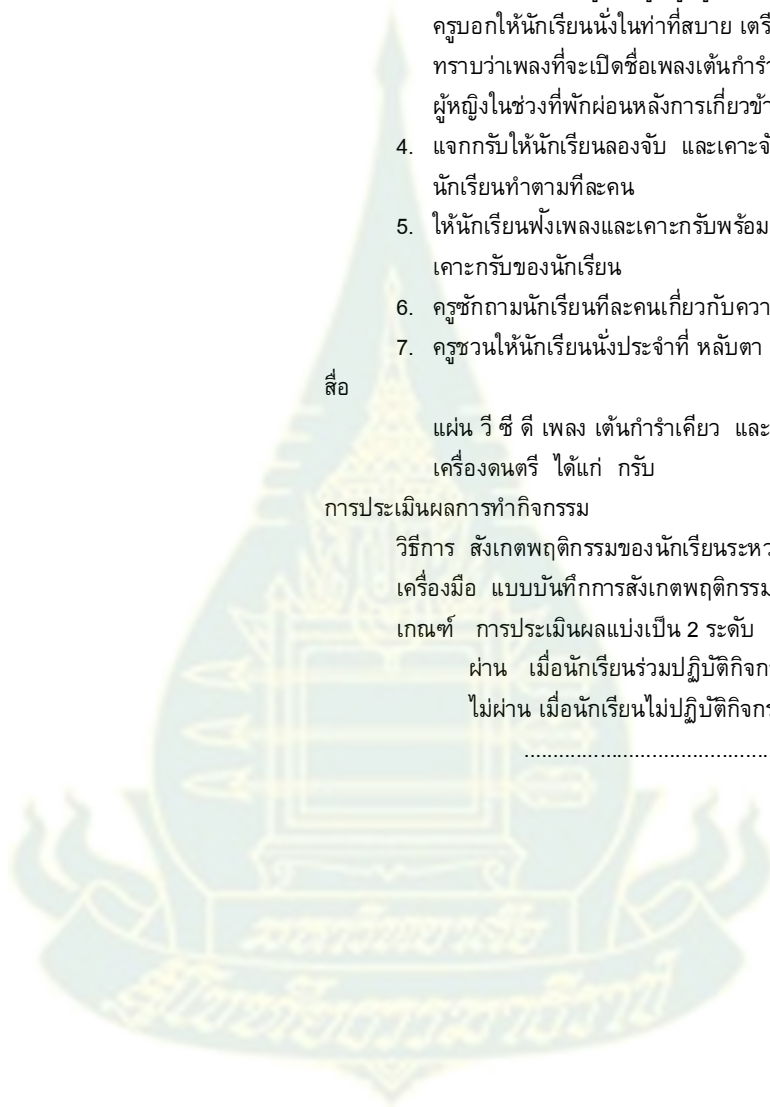 ครูบอกให้นักเรียนนั่งในท่าที่สบาย
ทราบว่าเพลงที่จะเปิดชื่อเพลงเต้นกำรำ
ผู้หญิงในช่วงที่พักผ่อนหลังการเกี่ยวข้า
4. แจกกรับให้นักเรียนลองจับ และเคาะจั
นักเรียนทำตามทีละคน
5. ให้นักเรียนฟังเพลงและเคาะกรับพร้อม
เคาะกรับของนักเรียน
6. ครูซักถามนักเรียนทีละคนเกี่ยวกับควา
7. ครูชวนให้นักเรียนนั่งประจำที่ หลับตา
สื่อ
แผ่น วี ซี ดี เพลง เต้นกำรำเคียว และ
เครื่องดนตรี ได้แก่ กรับ
การประเมินผลการทำกิจกรรม
วิธีการ สังเกตพฤติกรรมของนักเรียนระหว
เครื่องมือ แบบบันทึกการสังเกตพฤติกรรม
เกณฑ์ การประเมินผลแบ่งเป็น 2 ระดับ
ผ่าน เมื่อนักเรียนร่วมปฏิบัติกิจก
ไม่ผ่าน เมื่อนักเรียนไม่ปฏิบัติกิจกร
............................................
มหาวิทยาลัย
สุโขทัยธรรมาธิราช